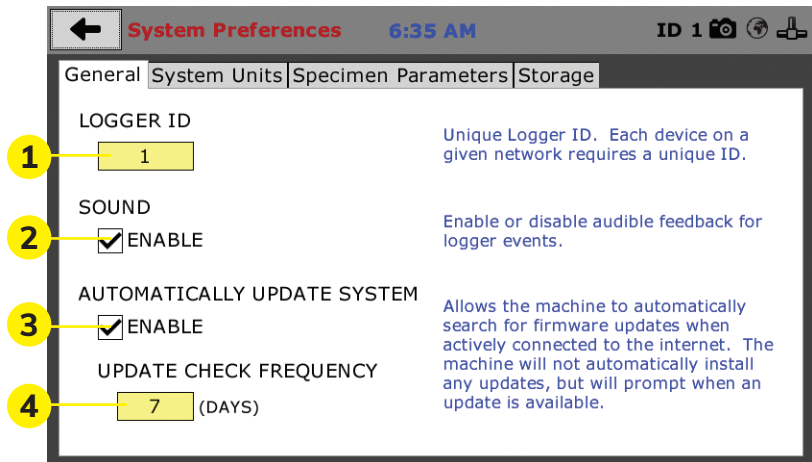 System Preferences 6:35 AM ID 1
General System Units Specimen Parameters Storage
LOGGER ID
1 1
Unique Logger ID. Each device on a
given network requires a unique ID.
SOUND
2 ENABLE
Enable or disable audible feedback for
logger events.
AUTOMATICALLY UPDATE SYSTEM
3 ENABLE
Allows the machine to automatically
search for firmware updates when
actively connected to the internet. The
machine will not automatically install
any updates, but will prompt when an
update is available.
UPDATE CHECK FREQUENCY
4 7 (DAYS)